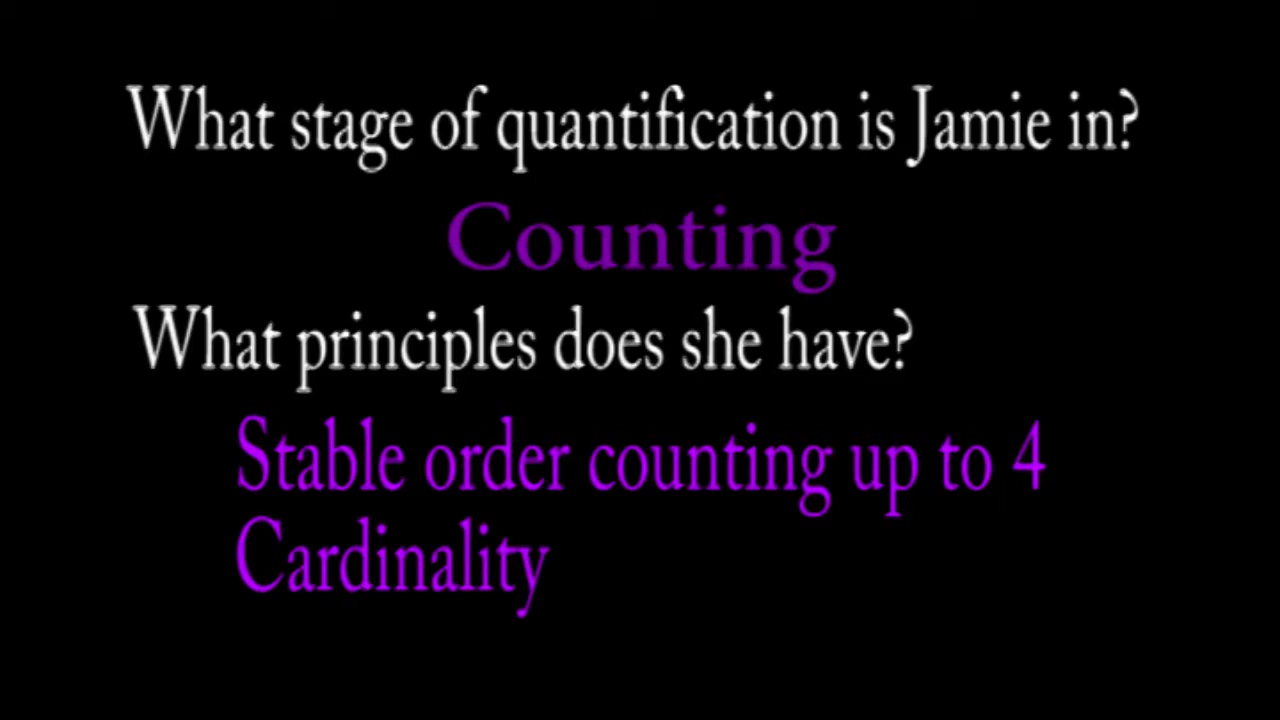 What stage of quantification is Jamie in?
Counting
What principles does she have?
Stable order counting up to 4
Cardinality